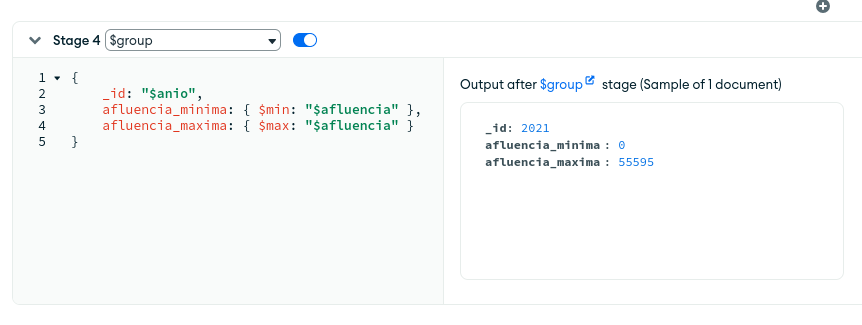 Stage 4 $group
1 {
2 _id: "$anio",
3 afluencia_minima: { $min: "$afluencia" },
4 afluencia_maxima: { $max: "$afluencia" }
5 }
Output after $group stage (Sample of 1 document)
_id: 2021
afluencia_minima : 0
afluencia_maxima : 55595